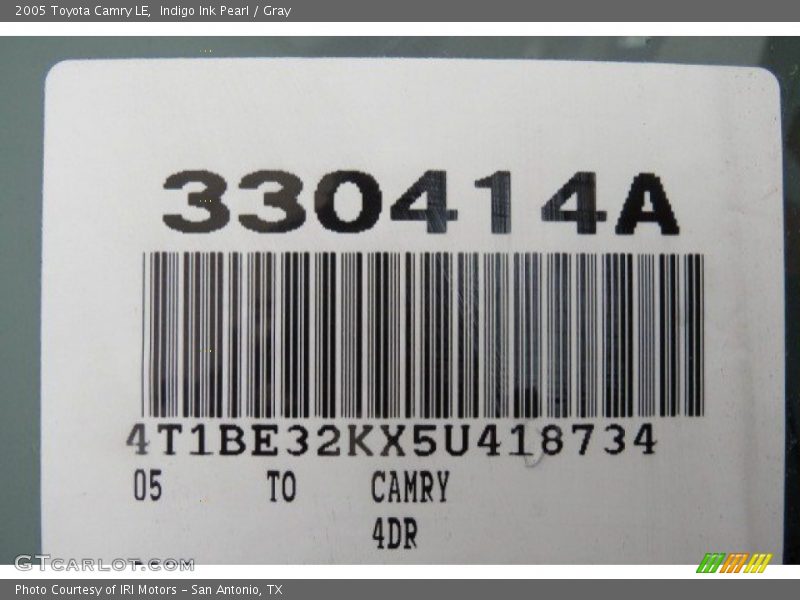 2005 Toyota Camry LE,  Indigo Ink Pearl / Gray
330414A
4T1BE32KX5U418734
05 TO CAMRY
4DR
GTCARLOT.COM
Photo Courtesy of IRI Motors – San Antonio, TX